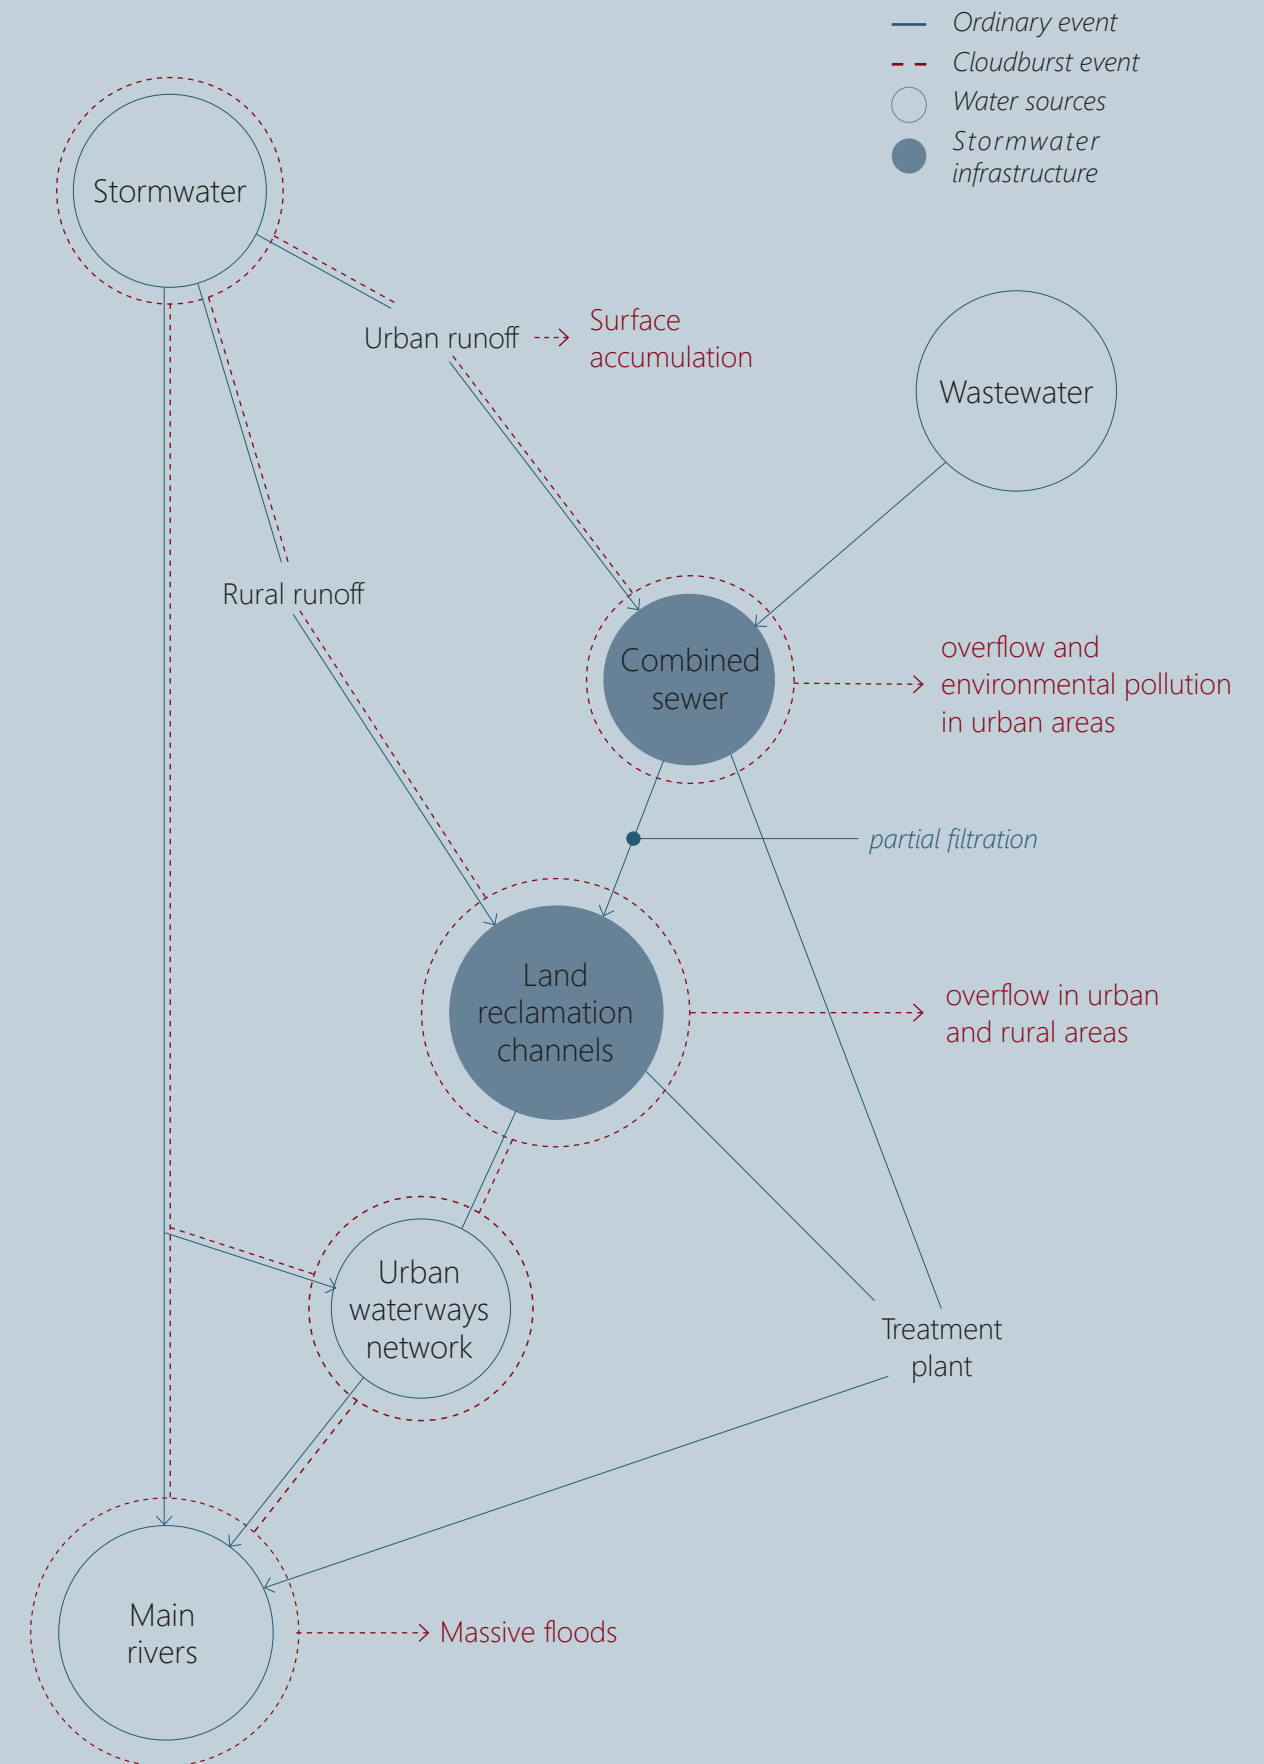 Ordinary event
Cloudburst event
Water sources
Stormwater
infrastructure
Stormwater
Urban runoff
Surface
accumulation
Wastewater
Rural runoff
Combined
sewer
overflow and
environmental pollution
in urban areas
partial filtration
Land
reclamation
channels
overflow in urban
and rural areas
Urban
waterways
network
Treatment
plant
Main
rivers
Massive floods